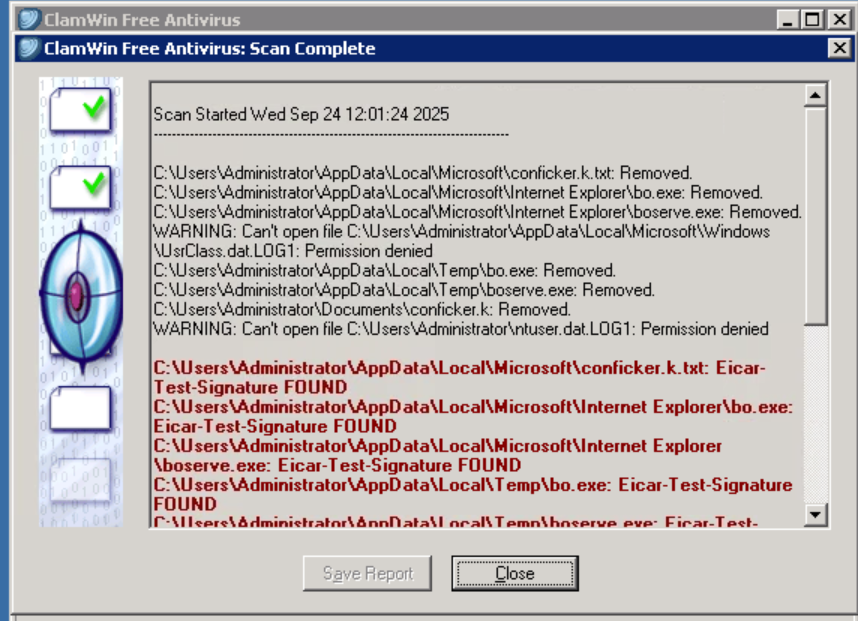 ClamWin Free Antivirus
ClamWin Free Antivirus: Scan Complete
Scan Started Wed Sep 24 12:01:24 2025
-------------------------------------------------------------------------------
C:\Users\Administrator\AppData\Local\Microsoft\conficker.k.txt: Removed.
C:\Users\Administrator\AppData\Local\Microsoft\Internet Explorer\bo.exe: Removed.
C:\Users\Administrator\AppData\Local\Microsoft\Internet Explorer\boserve.exe: Removed.
WARNING: Can't open file C:\Users\Administrator\AppData\Local\Microsoft\Windows
\UsrClass.dat.LOG1: Permission denied
C:\Users\Administrator\AppData\Local\Temp\bo.exe: Removed.
C:\Users\Administrator\AppData\Local\Temp\boserve.exe: Removed.
C:\Users\Administrator\Documents\conficker.k: Removed.
WARNING: Can't open file C:\Users\Administrator\ntuser.dat.LOG1: Permission denied
C:\Users\Administrator\AppData\Local\Microsoft\conficker.k.txt: Eicar-
Test-Signature FOUND
C:\Users\Administrator\AppData\Local\Microsoft\Internet Explorer\bo.exe:
Eicar-Test-Signature FOUND
C:\Users\Administrator\AppData\Local\Microsoft\Internet Explorer
\boserve.exe: Eicar-Test-Signature FOUND
C:\Users\Administrator\AppData\Local\Temp\bo.exe: Eicar-Test-Signature
FOUND
C:\Users\Administrator\AppData\Local\Temp\boserve.exe: Eicar-Test-
Save Report
Close